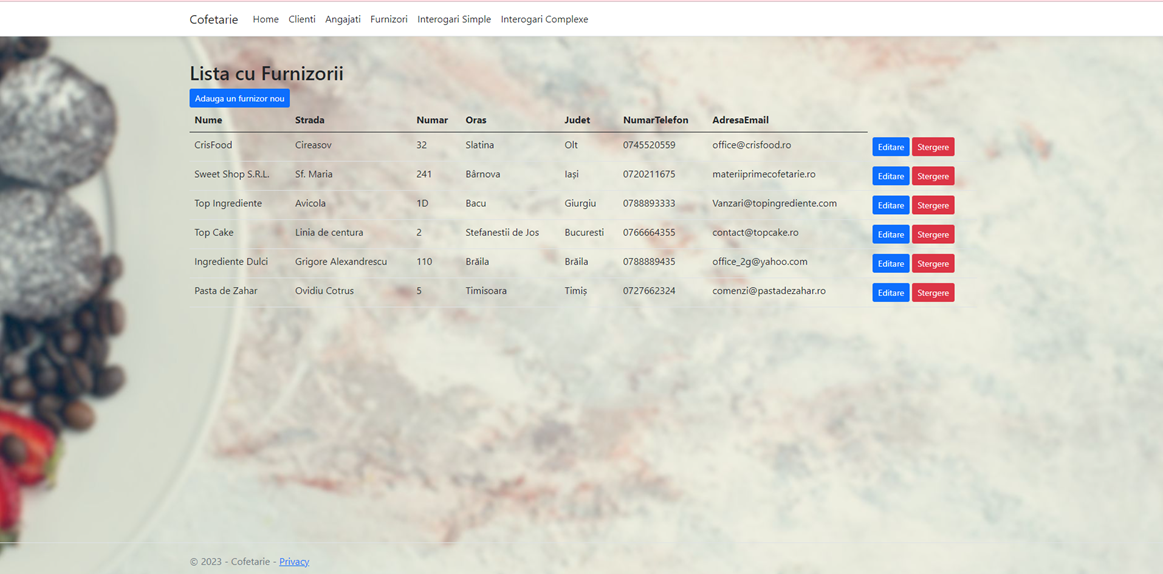 Cofetarie Home Clienti Angajati Furnizori Interogari Simple Interogari Complexe
Lista cu Furnizorii
Adauga un furnizor nou
Nume Strada Numar Oras Judet NumarTelefon AdresaEmail
CrisFood Cireasov 32 Slatina Olt 0745520559 office@crisfood.ro Editare Stergere
Sweet Shop S.R.L. Sf. Maria 241 Bârnova Iași 0720211675 materiiprimecofetarie.ro Editare Stergere
Top Ingrediente Avicola 1D Bacu Giurgiu 0788893333 Vanzari@topingrediente.com Editare Stergere
Top Cake Linia de centura 2 Stefanestii de Jos Bucuresti 0766664355 contact@topcake.ro Editare Stergere
Ingrediente Dulci Grigore Alexandrescu 110 Brăila Brăila 0788889435 office_2g@yahoo.com Editare Stergere
Pasta de Zahar Ovidiu Cotrus 5 Timisoara Timiș 0727662324 comenzi@pastadezahar.ro Editare Stergere
© 2023 - Cofetarie - Privacy